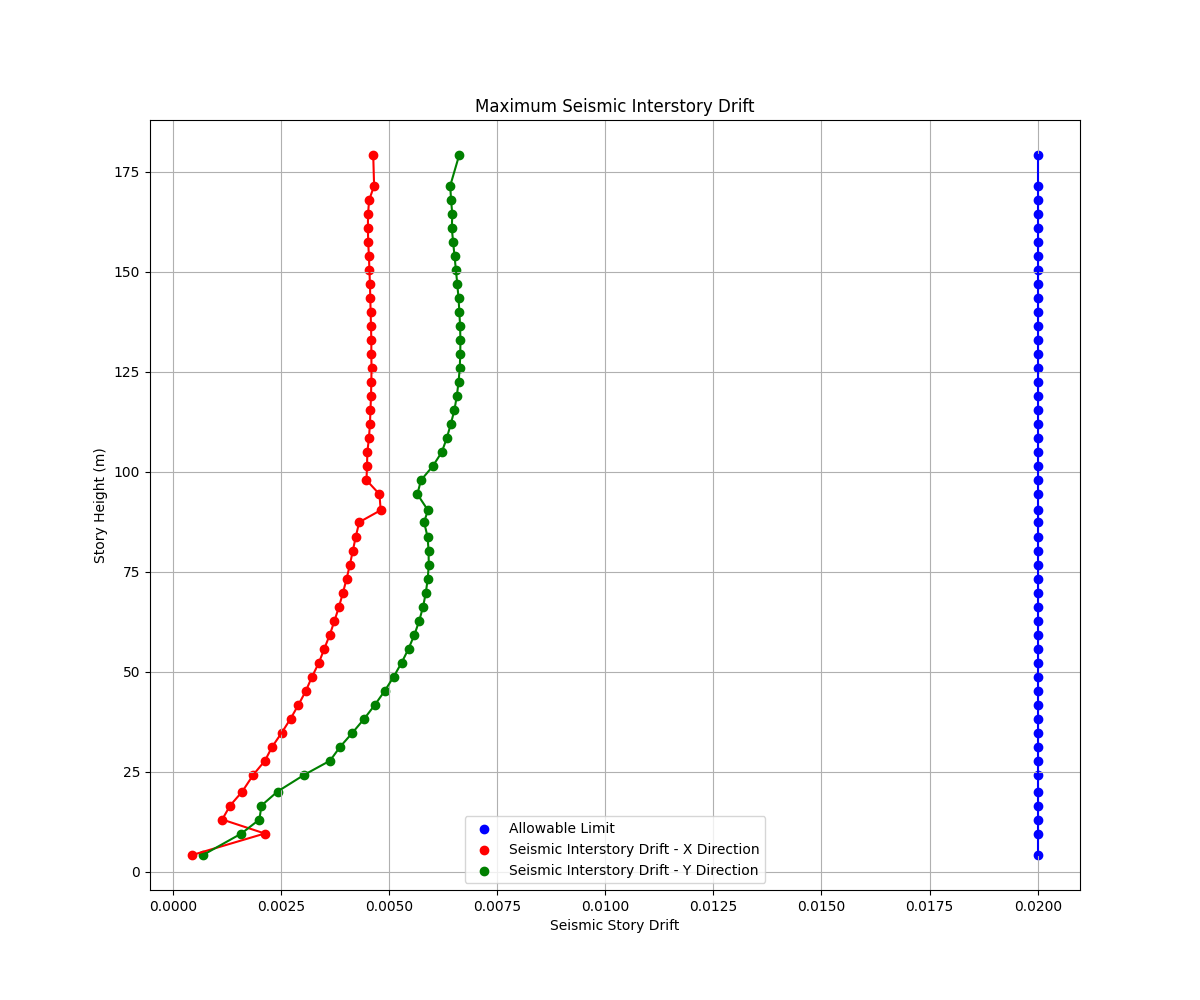 Maximum Seismic Interstory Drift
175
150
125
100
75
50
25
0
Story Height (m)
Allowable Limit
Seismic Interstory Drift - X Direction
Seismic Interstory Drift - Y Direction
0.0000 0.0025 0.0050 0.0075 0.0100 0.0125 0.0150 0.0175 0.0200
Seismic Story Drift